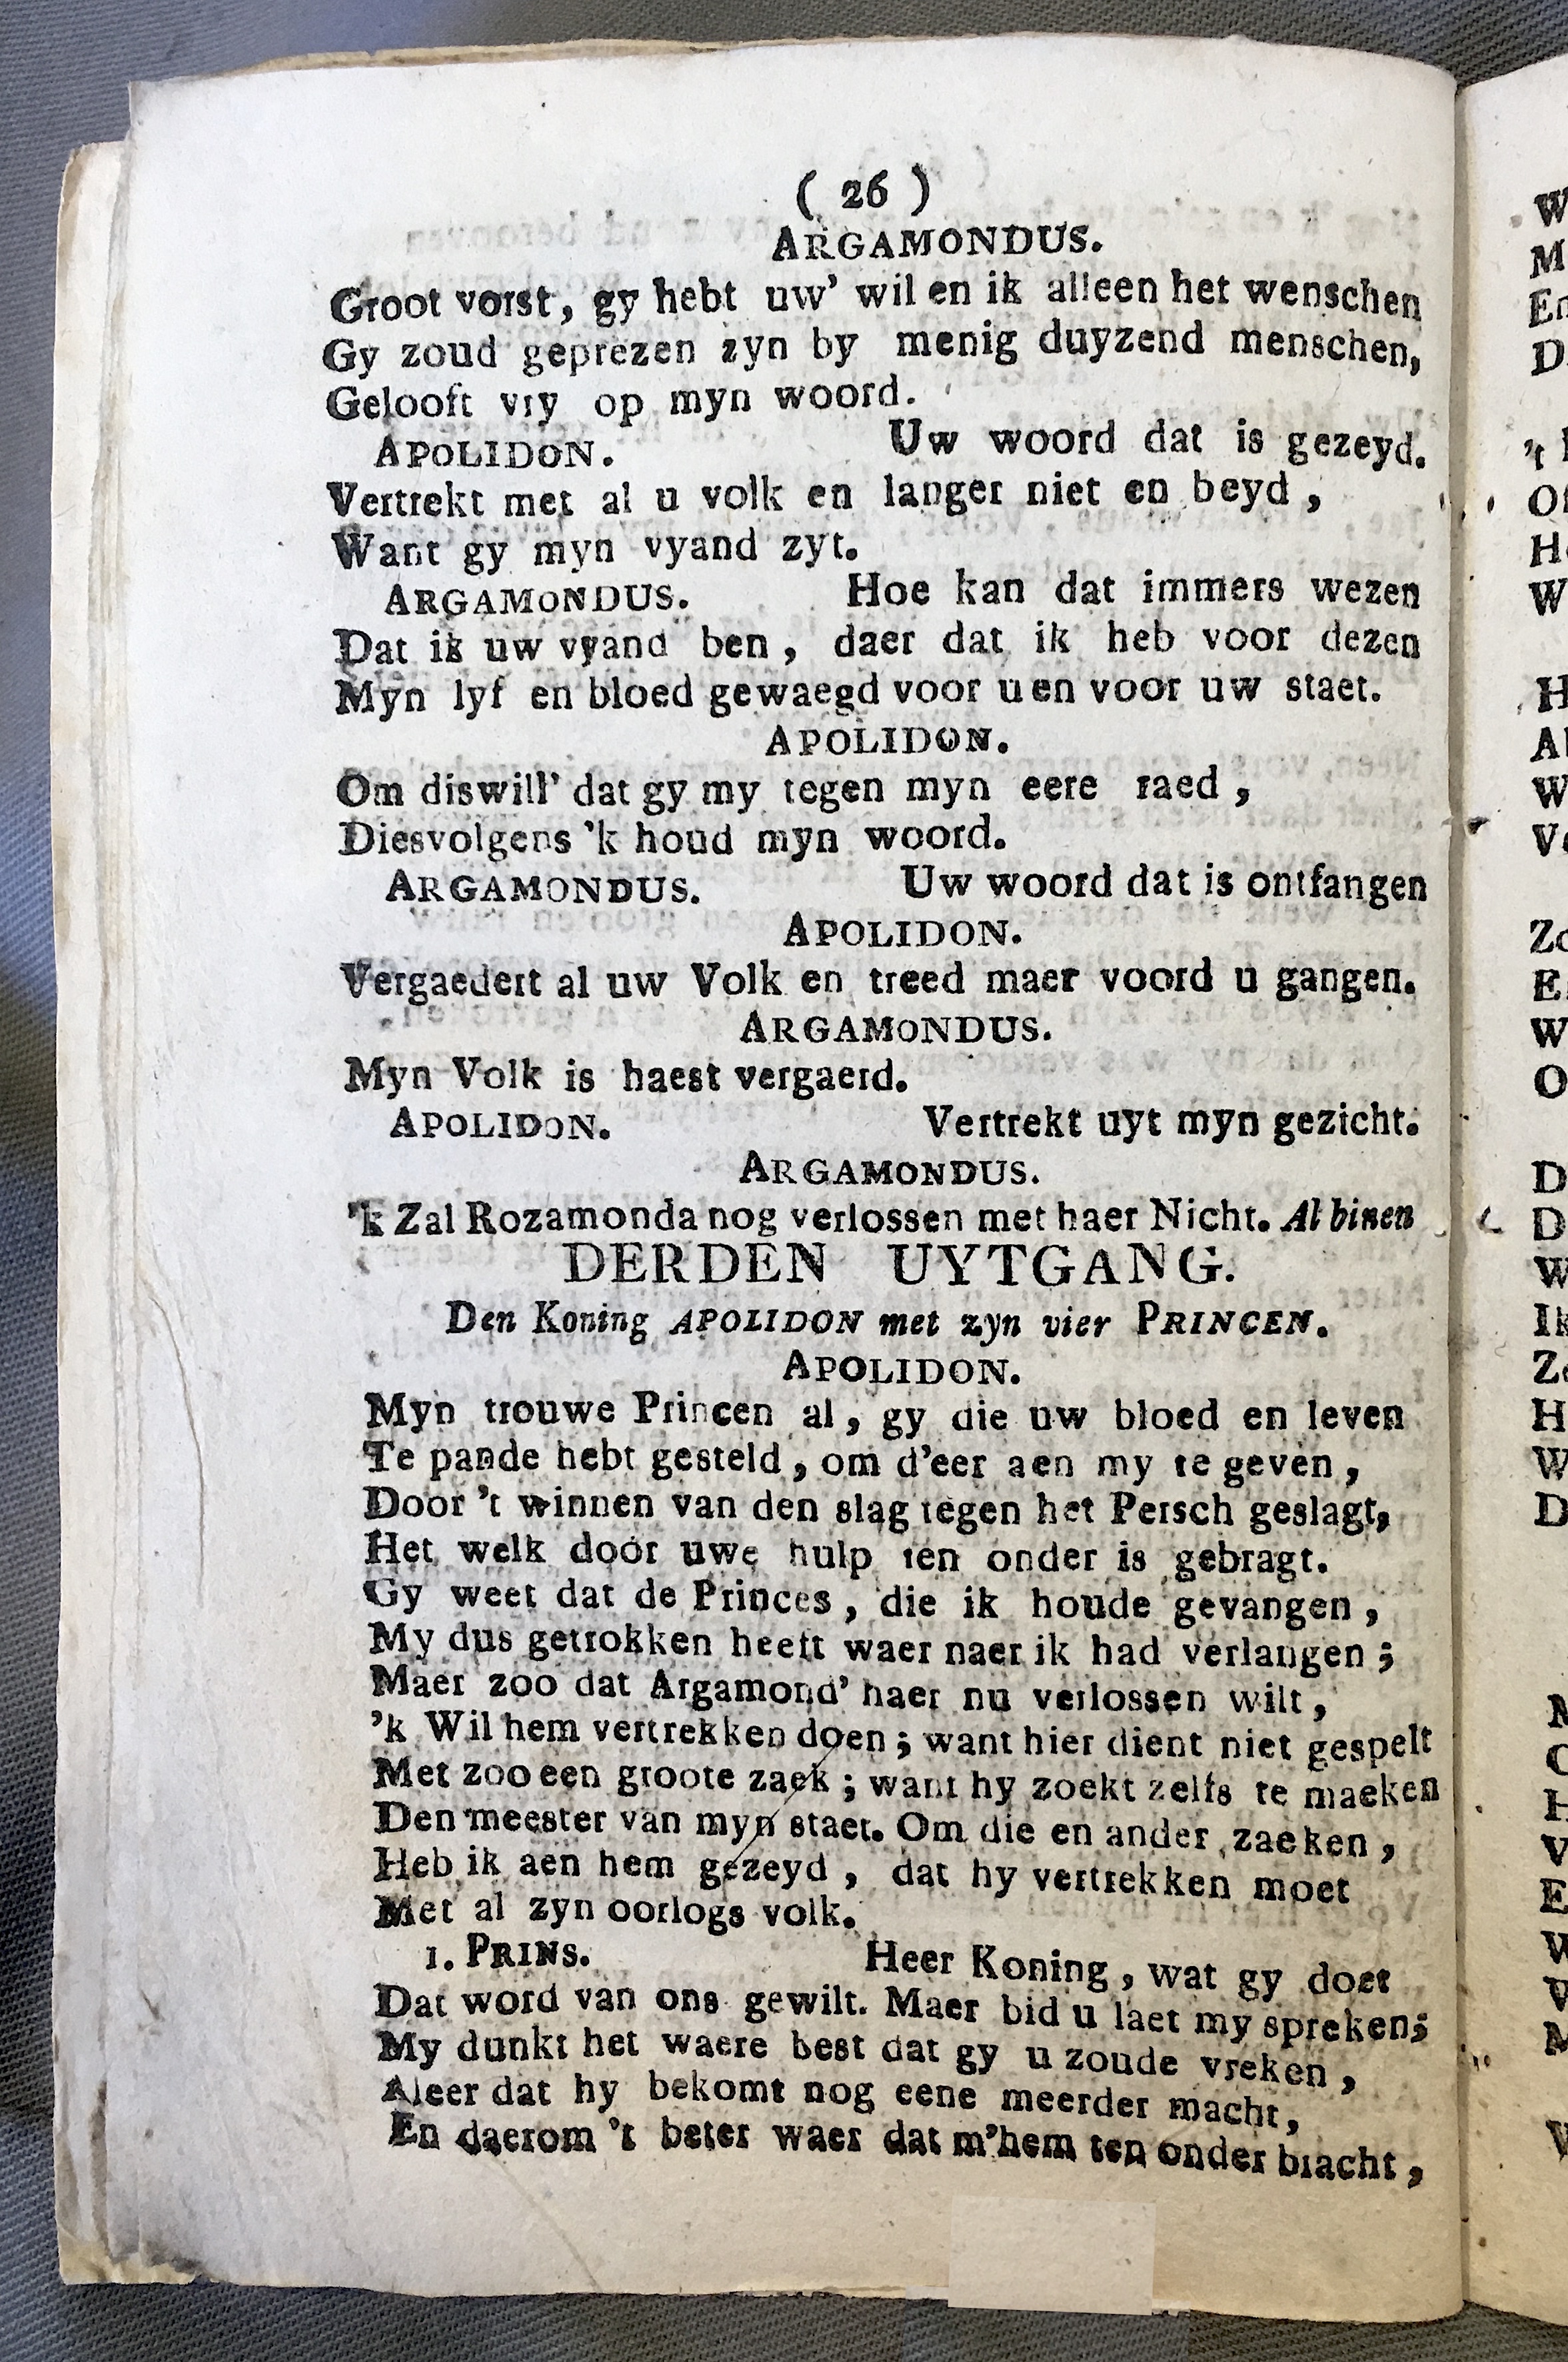 ( 26 )
ARGAMONDUS.
Groot vorst, gy hebt uw' wil en ik alleen het wenschen
Gy zoud geprezen zyn by menig duyzend menschen,
Gelooft vry op myn woord.
APOLIDON. Uw woord dat is gezeyd.
Vertrekt met al u volk en langer niet en beyd,
Want gy myn vyand zyt.
ARGAMONDUS. Hoe kan dat immers wezen
Dat ik uw vyand ben, daer dat ik heb voor dezen
Myn lyf en bloed gewaegd voor u en voor uw staet.
APOLIDON.
Om diswill' dat gy my tegen myn eere raed,
Diesvolgens 'k houd myn woord.
ARGAMONDUS. Uw woord dat is ontfangen
APOLIDON.
Vergaedert al uw Volk en treed maer voord u gangen.
ARGAMONDUS.
Myn Volk is haest vergaerd.
APOLIDON. Vertrekt uyt myn gezicht.
ARGAMONDUS.
'k Zal Rozamonda nog verlossen met haer Nicht. Al binen
DERDEN UYTGANG.
Den Koning APOLIDON met zyn vier PRINCEN.
APOLIDON.
Myn trouwe Princen al, gy die uw bloed en leven
Te pande hebt gesteld, om d'eer aen my te geven,
Door 't winnen van den slag tegen het Persch geslagt,
Het welk door uwe hulp ten onder is gebragt.
Gy weet dat de Princes, die ik houde gevangen,
My dus getrokken heeft waer naer ik had verlangen;
Maer zoo dat Argamond' haer nu verlossen wilt,
'k Wil hem vertrekken doen; want hier dient niet gespelt
Met zoo een groote zaek; want hy zoekt zelfs te maeken
Den meester van myn staet. Om die en ander zaeken,
Heb ik aen hem gezeyd, dat hy vertrekken moet
Met al zyn oorlogs volk.
1. PRINS. Heer Koning, wat gy doet
Dat word van ons gewilt. Maer bid u laet my spreken;
My dunkt het waere best dat gy u zoude vreken,
Aleer dat hy bekomt nog eene meerder macht,
En daerom 't beter waer dat m'hem ten onder bracht,